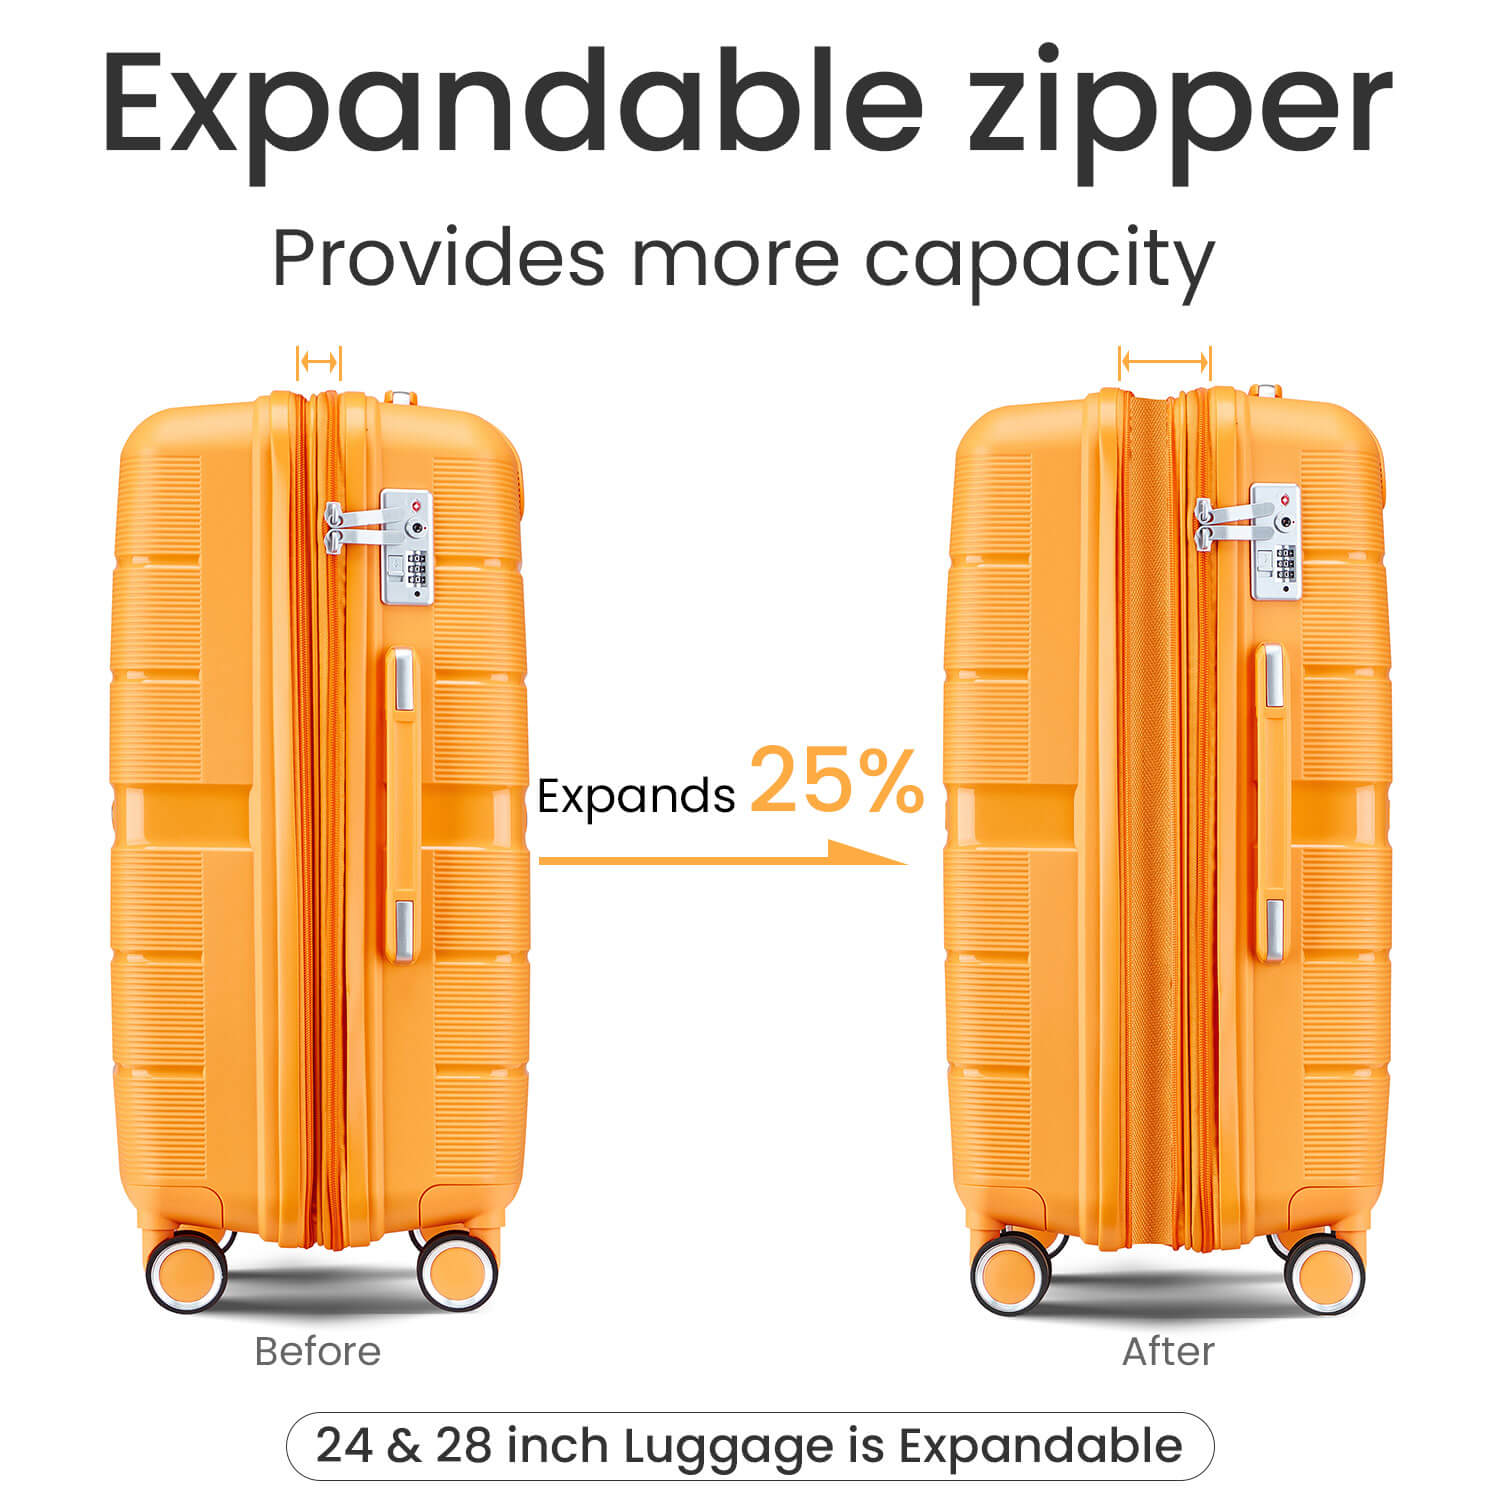 Expandable zipper
Provides more capacity
Expands 25%
Before
After
24 & 28 inch Luggage is Expandable